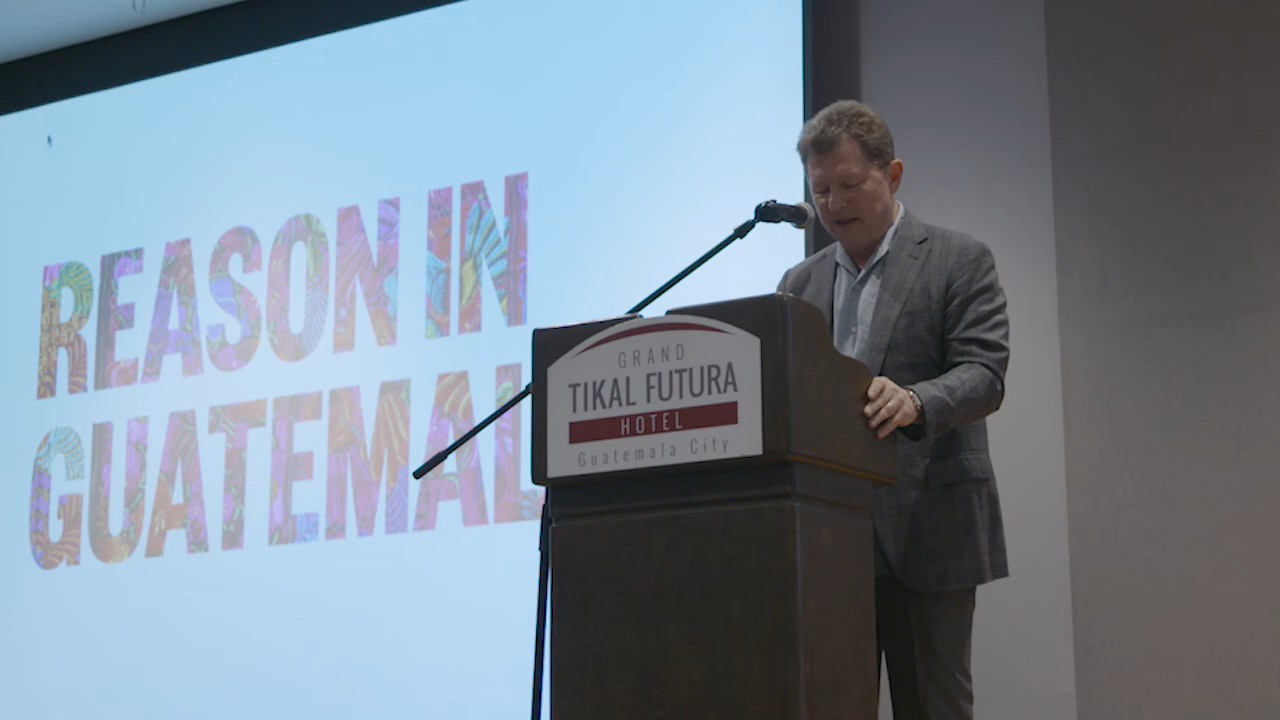 REASON IN
GUATEMAL
GRAND
TIKAL FUTURA
HOTEL
Guatemala City